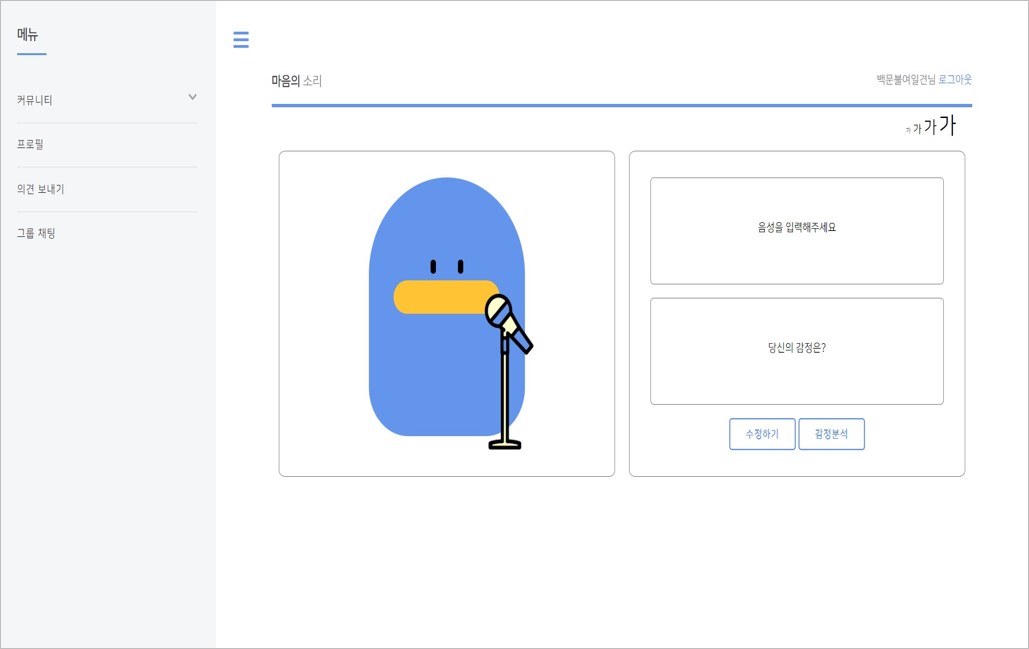 메뉴
커뮤니티
프로필
의견 보내기
그룹 채팅
마음의 소리
백문불여일견님 로그아웃
가 가 가 가
음성을 입력해주세요
당신의 감정은?
수정하기 감정분석